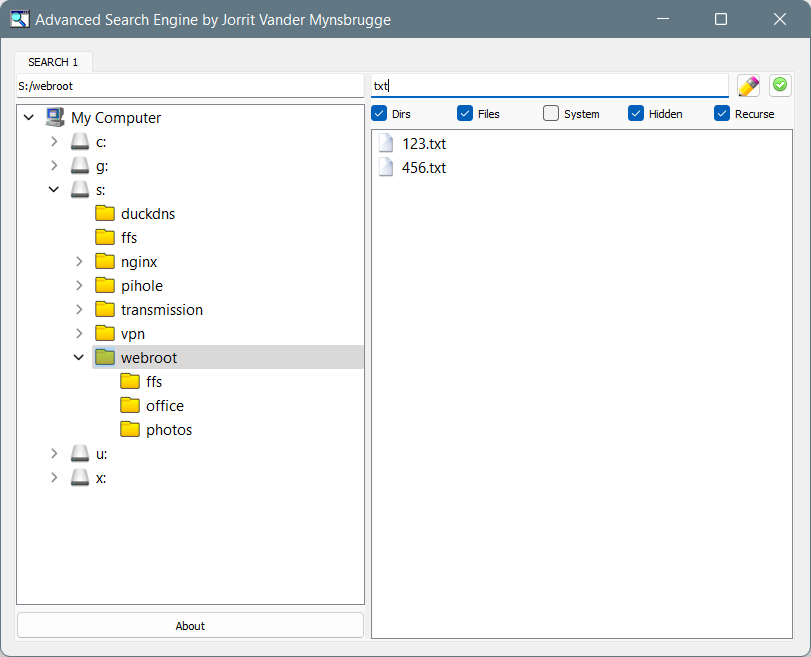 Advanced Search Engine by Jorrit Vander Mynsbrugge
SEARCH 1
S:/webroot
txt
Dirs
Files
System
Hidden
Recurse
My Computer
c:
g:
s:
duckdns
ffs
nginx
pihole
transmission
vpn
webroot
ffs
office
photos
u:
x:
123.txt
456.txt
About